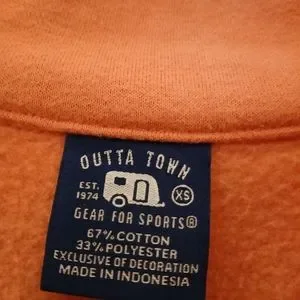 OUTTA TOWN
EST. 1974
XS
GEAR FOR SPORTS®
67% COTTON
33% POLYESTER
EXCLUSIVE OF DECORATION
MADE IN INDONESIA